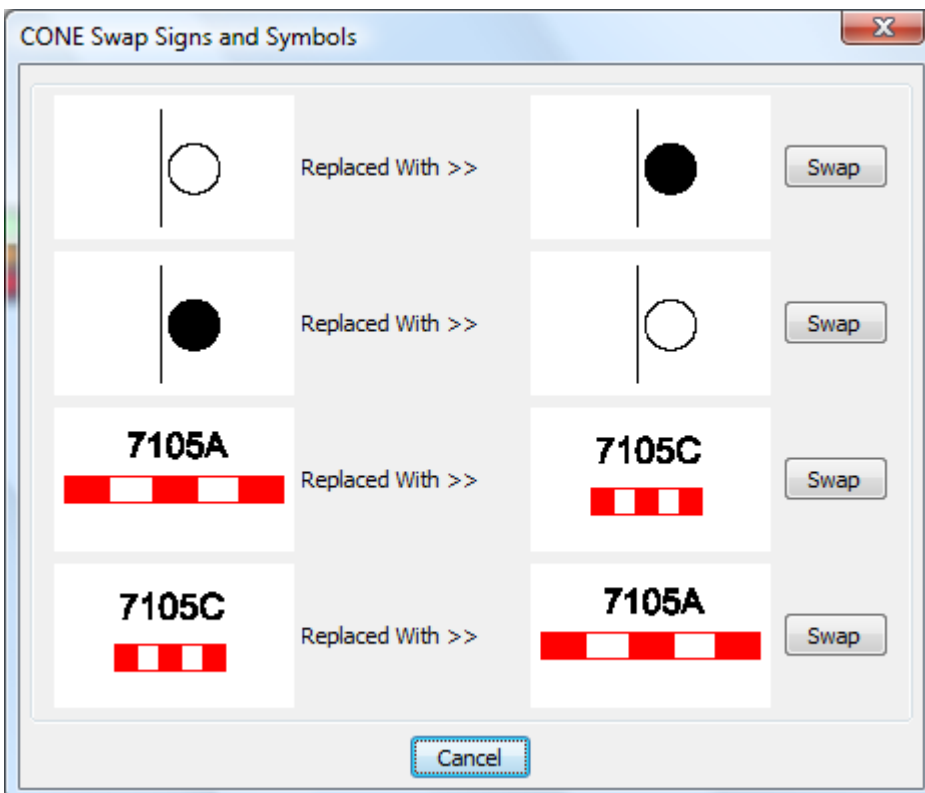 CONE Swap Signs and Symbols
X
Replaced With >>
Swap
Replaced With >>
Swap
7105A
Replaced With >>
7105C
Swap
7105C
Replaced With >>
7105A
Swap
Cancel